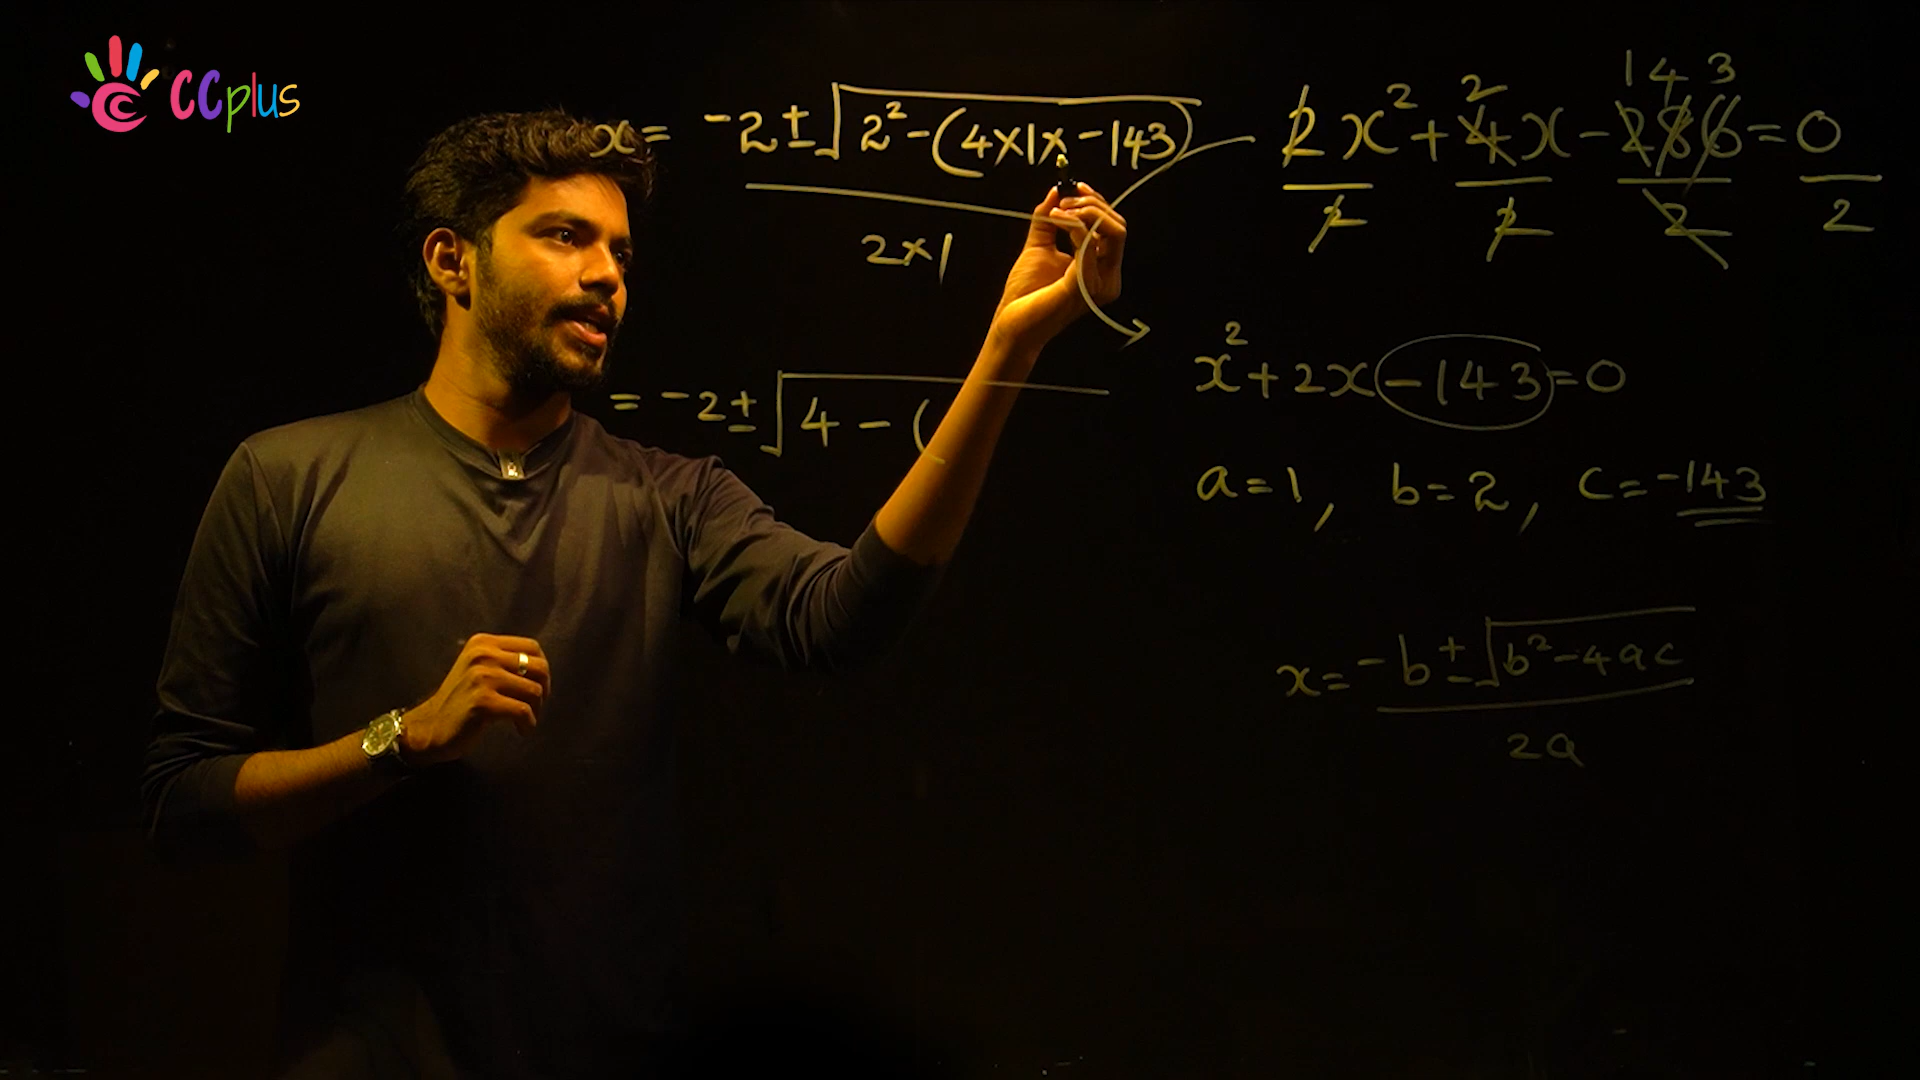 CCplus
x = -2 ± √2² - (4x1x -143)
2x1
= -2 ± √4 - (
143
2
2x² + 4x - 286 = 0
2 2 2 2
x² + 2x - 143 = 0
a = 1, b = 2, c = -143
x = -b ± √b² - 4ac
2a